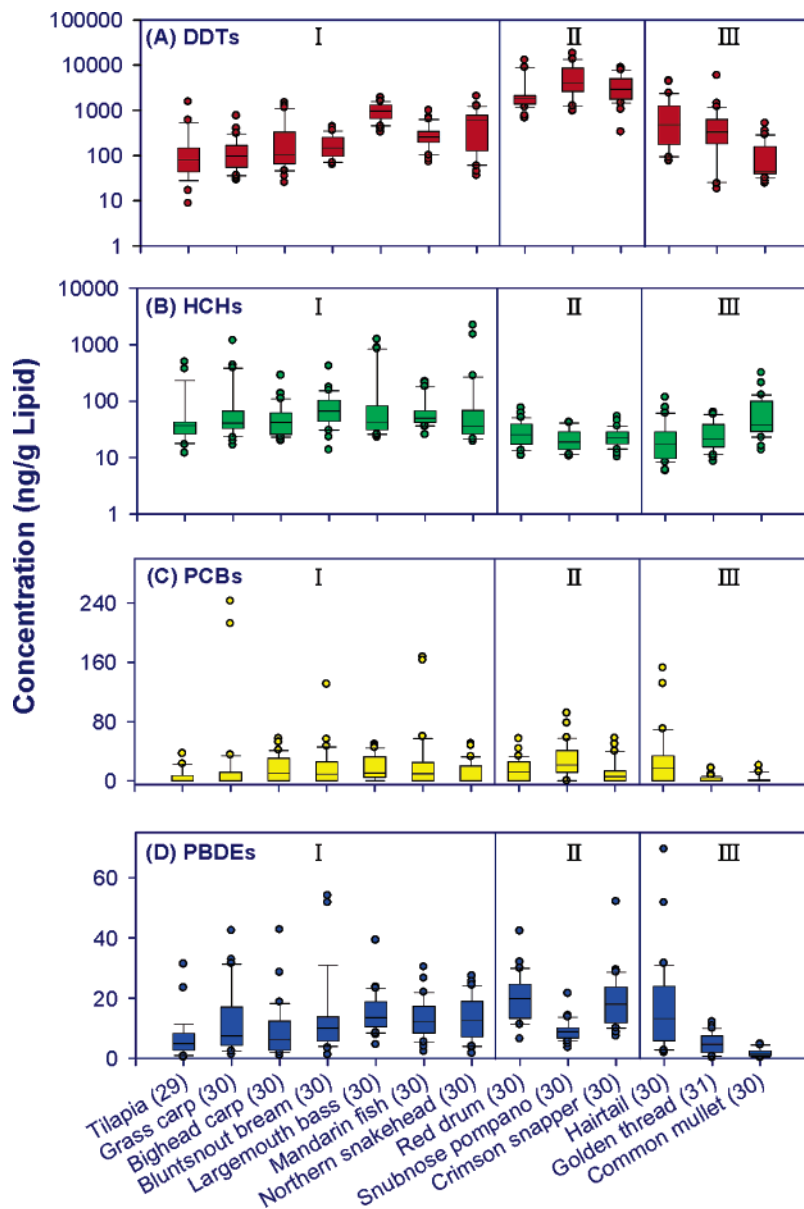 (A) DDTs I II III
100000
10000
1000
100
10
1
(B) HCHs I II III
10000
1000
100
10
1
(C) PCBs I II III
240
160
80
0
(D) PBDEs I II III
60
40
20
0
Concentration (ng/g Lipid)
Tilapia (29)
Grass carp (30)
Bighead carp (30)
Bluntsnout bream (30)
Largemouth bass (30)
Mandarin fish (30)
Northern snakehead (30)
Red drum (30)
Snubnose pompano (30)
Crimson snapper (30)
Hairtail (30)
Golden thread (31)
Common mullet (30)